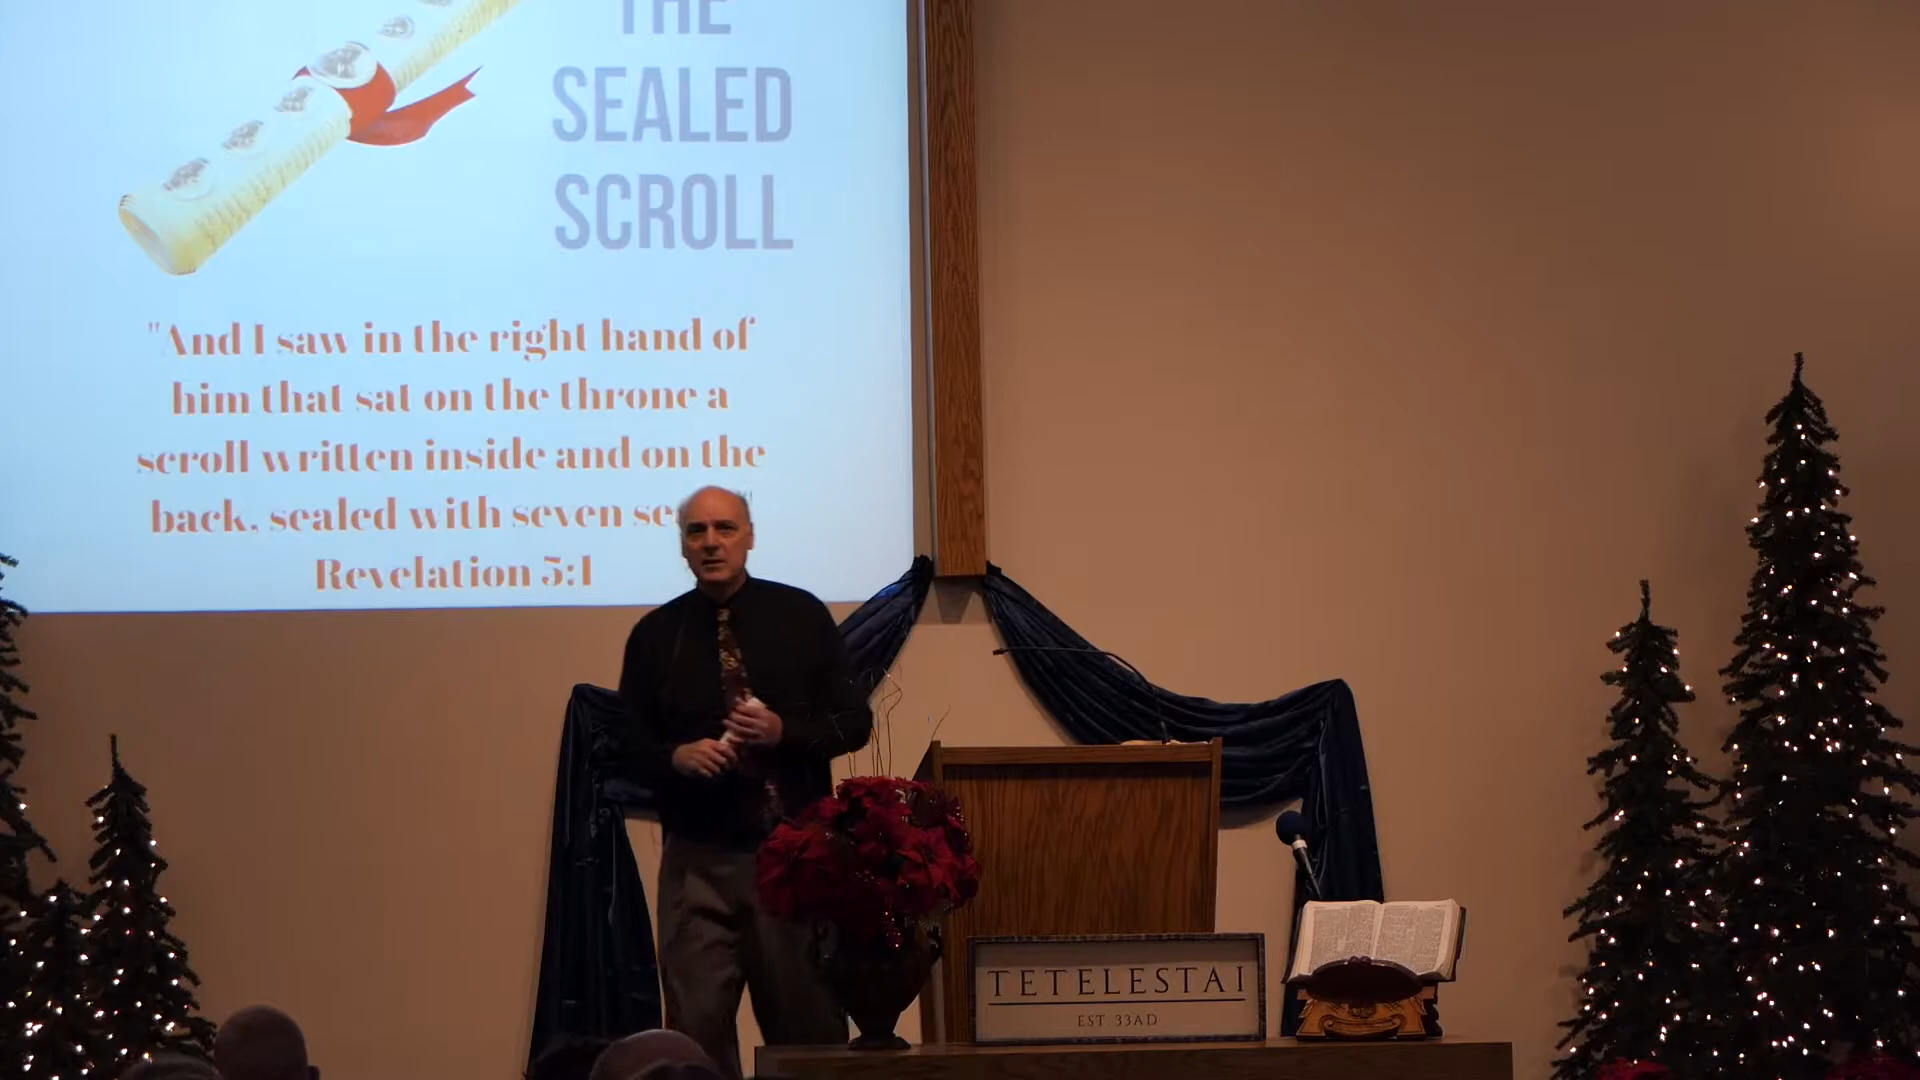 THE
SEALED
SCROLL
"And I saw in the right hand of
him that sat on the throne a
scroll written inside and on the
back, sealed with seven
Revelation 5:1
TETELESTAI
EST. 33AD